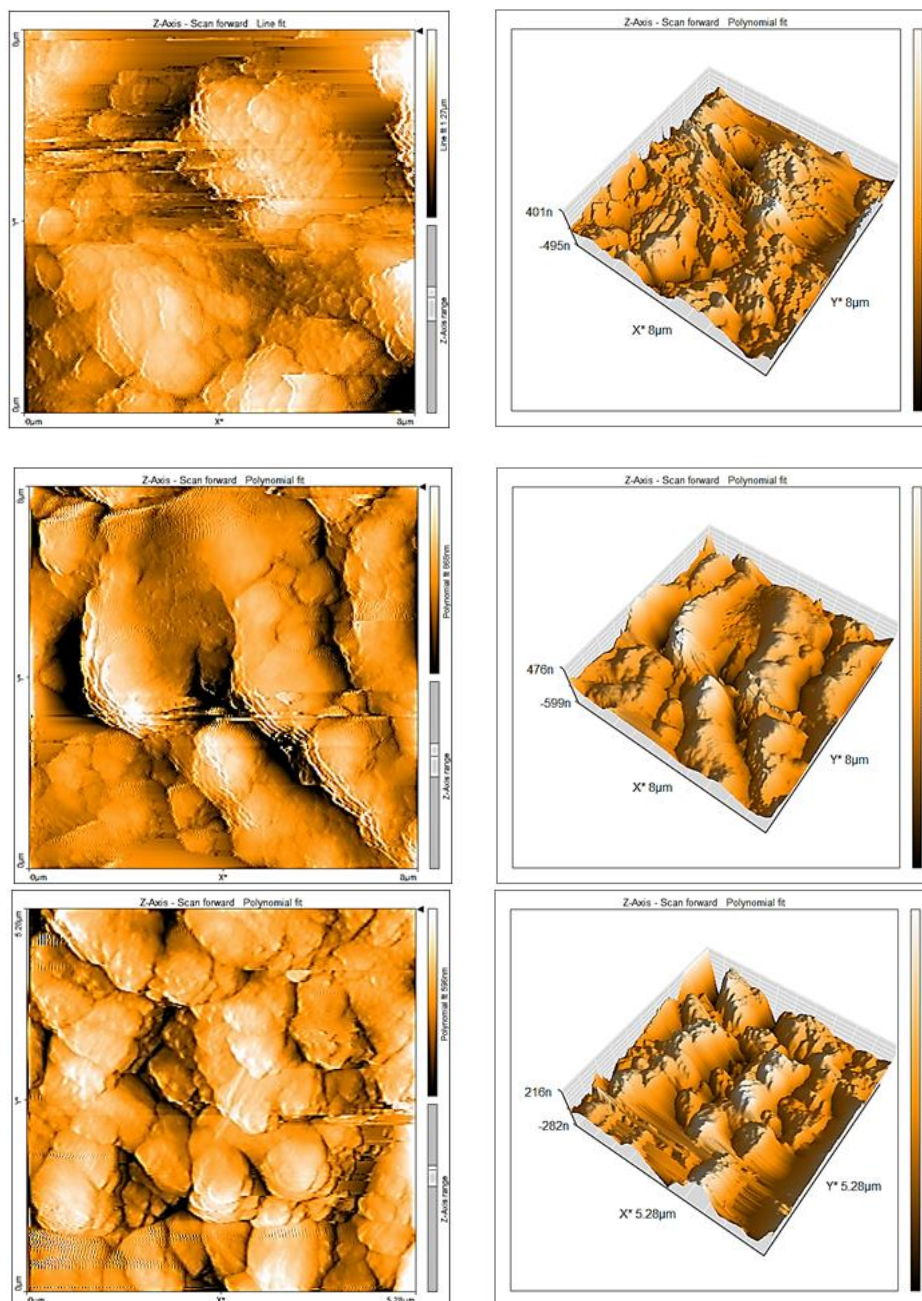 Z-Axis - Scan forward Line fit
0µm
Y*
0µm
0µm
X*
8µm
Line fit 1.27µm
Z-Axis range
Z-Axis - Scan forward Polynomial fit
401n
-495n
X* 8µm
Y* 8µm
Z-Axis - Scan forward Polynomial fit
0µm
Y*
0µm
0µm
X*
8µm
Polynomial fit 668nm
Z-Axis range
Z-Axis - Scan forward Polynomial fit
476n
-599n
X* 8µm
Y* 8µm
Z-Axis - Scan forward Polynomial fit
5.28µm
Y*
0µm
0µm
X*
5.28µm
Polynomial fit 596nm
Z-Axis range
Z-Axis - Scan forward Polynomial fit
216n
-282n
X* 5.28µm
Y* 5.28µm